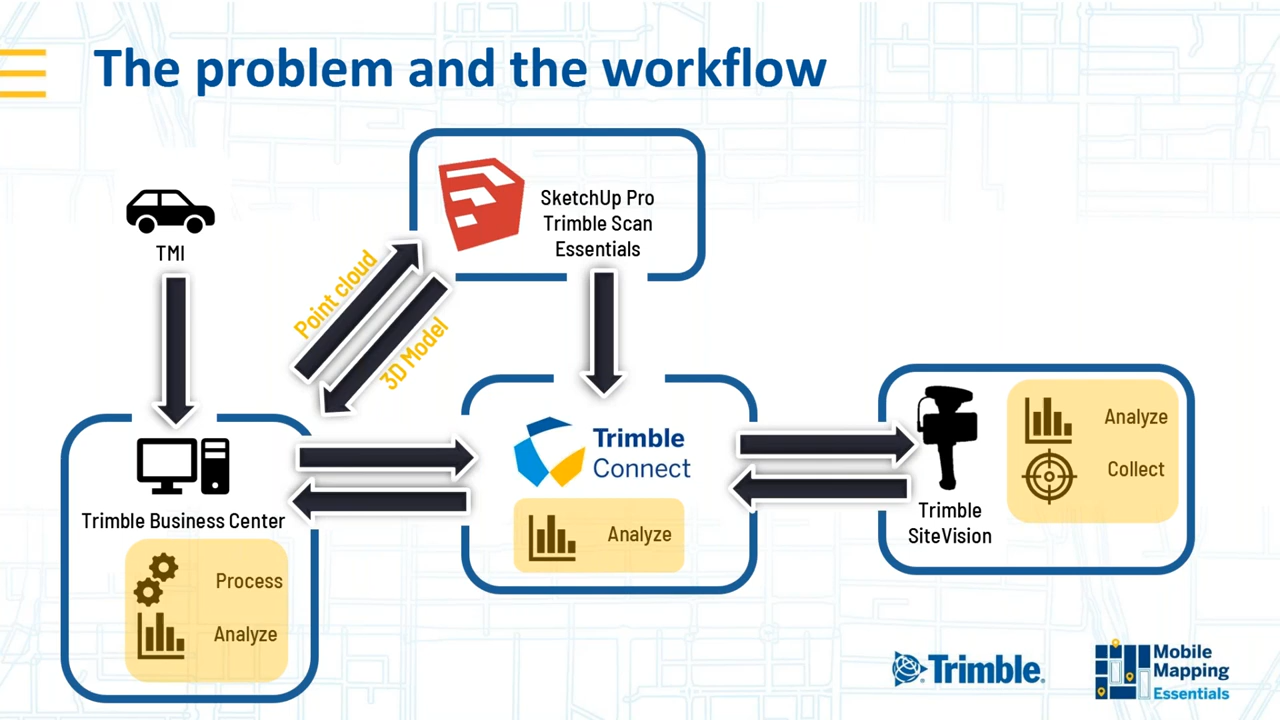 The problem and the workflow
SketchUp Pro
Trimble Scan
Essentials
TMI
Point cloud
3D Model
Trimble Business Center
Process
Analyze
Trimble
Connect
Analyze
Trimble
SiteVision
Analyze
Collect
Trimble®
Mobile
Mapping
Essentials